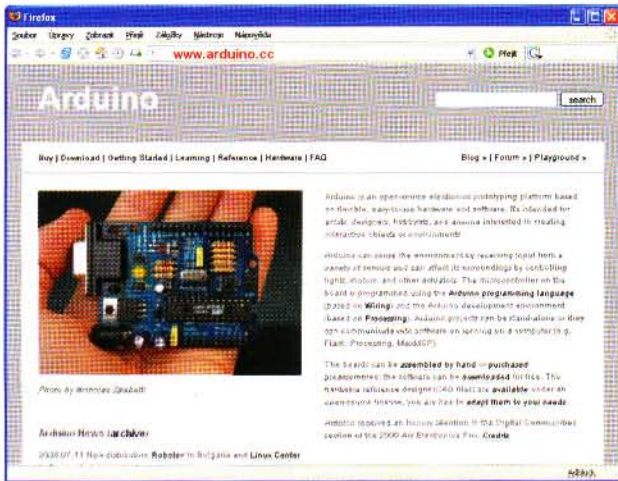 Firefox
Soubor Úpravy Zobrazit Přejít Záložky Nástroje Nápověda
www.arduino.cc
Přejít
Arduino
search
Buy | Download | Getting Started | Learning | Reference | Hardware | FAQ
Blog » | Forum » | Playground »
Arduino is an open-source electronics prototyping platform based
on flexible, easy-to-use hardware and software. It's intended for
artists, designers, hobbyists, and anyone interested in creating
interactive objects or environments.
Arduino can sense the environment by receiving input from a
variety of sensors and can affect its surroundings by controlling
lights, motors, and other actuators. The microcontroller on the
board is programmed using the Arduino programming language
(based on Wiring) and the Arduino development environment
(based on Processing). Arduino projects can be stand-alone or they
can communicate with software on running on a computer (e.g.
Flash, Processing, MaxMSP).
The boards can be assembled by hand or purchased
preassembled; the software can be downloaded for free. The
hardware reference designs (CAD files) are available under an
open-source license, you are free to adapt them to your needs.
Arduino received an Honory Mention in the Digital Communities
section of the 2006 Ars Electronica Prix. Credits
Photo by Nicholas Zambetti
Arduino News (archive)
Robotev in Bulgaria and Linux Center
Adblock